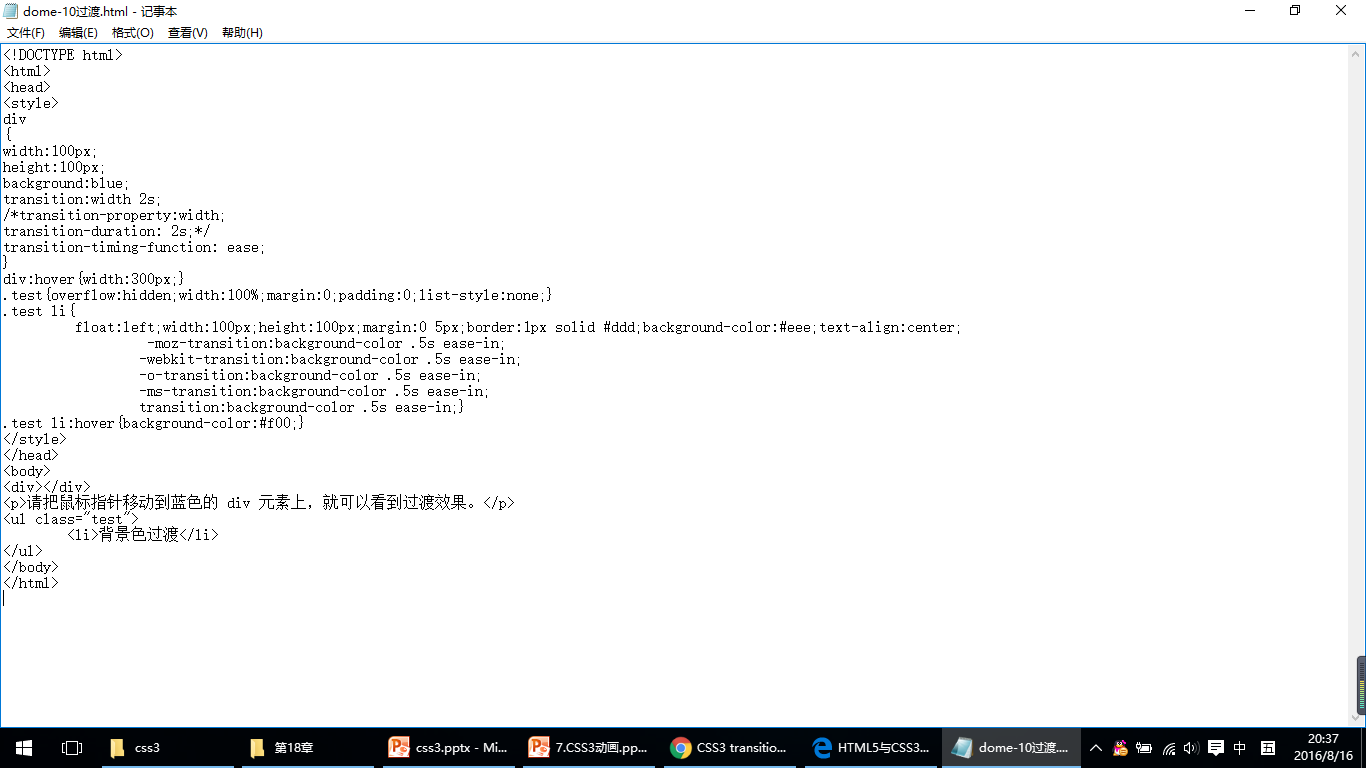 dome-10过渡.html - 记事本
文件(F) 编辑(E) 格式(O) 查看(V) 帮助(H)
<!DOCTYPE html>
<html>
<head>
<style>
div
{
width:100px;
height:100px;
background:blue;
transition:width 2s;
/*transition-property:width;
transition-duration: 2s;*/
transition-timing-function: ease;
}
div:hover{width:300px;}
.test{overflow:hidden;width:100%;margin:0;padding:0;list-style:none;}
.test li{
float:left;width:100px;height:100px;margin:0 5px;border:1px solid #ddd;background-color:#eee;text-align:center;
-moz-transition:background-color .5s ease-in;
-webkit-transition:background-color .5s ease-in;
-o-transition:background-color .5s ease-in;
-ms-transition:background-color .5s ease-in;
transition:background-color .5s ease-in;}
.test li:hover{background-color:#f00;}
</style>
</head>
<body>
<div></div>
<p>请把鼠标指针移动到蓝色的 div 元素上，就可以看到过渡效果。</p>
<ul class="test">
<li>背景色过渡</li>
</ul>
</body>
</html>
css3 第18章 css3.pptx - Mi... 7.CSS3动画.pp... CSS3 transitio... HTML5与CSS3... dome-10过渡.... 中 五 20:37
2016/8/16